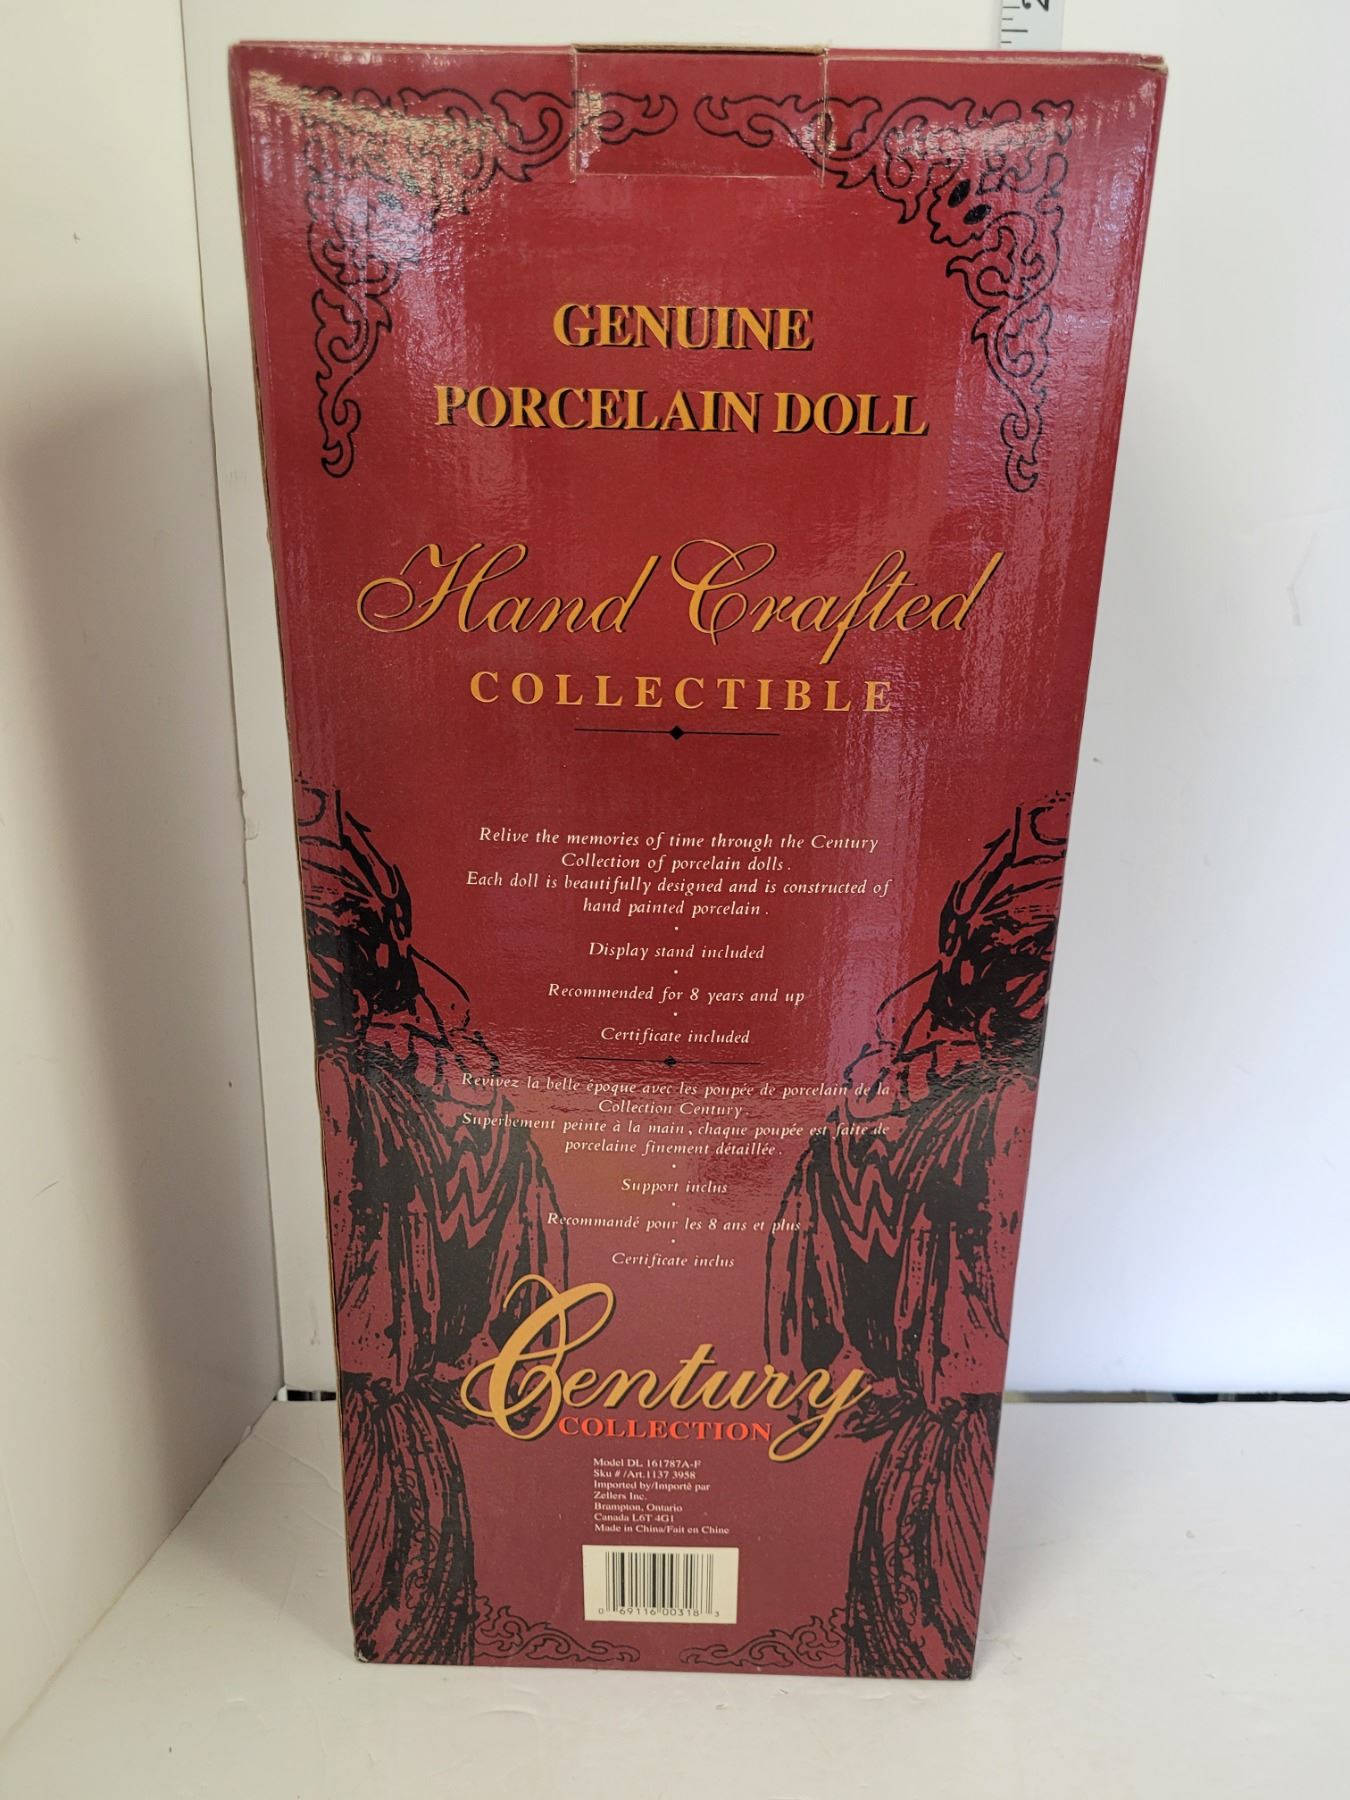 2
GENUINE
PORCELAIN DOLL
Hand Crafted
COLLECTIBLE
Relive the memories of time through the Century
Collection of porcelain dolls.
Each doll is beautifully designed and is constructed of
hand painted porcelain.
Display stand included
Recommended for 8 years and up
Certificate included
Revivez la belle époque avec les poupée de porcelain de la
Collection Century.
Superbement peinte à la main, chaque poupée est faite de
porcelaine finement détaillée.
Support inclus
Recommandé pour les 8 ans et plus
Certificate inclus
Century
COLLECTION
Model DL 161787A-F
Sku # /Art.1137 3958
Imported by/Importé par
Zellers Inc.
Brampton, Ontario
Canada L6T 4G1
Made in China/Fait en Chine
0 69116 00318 3